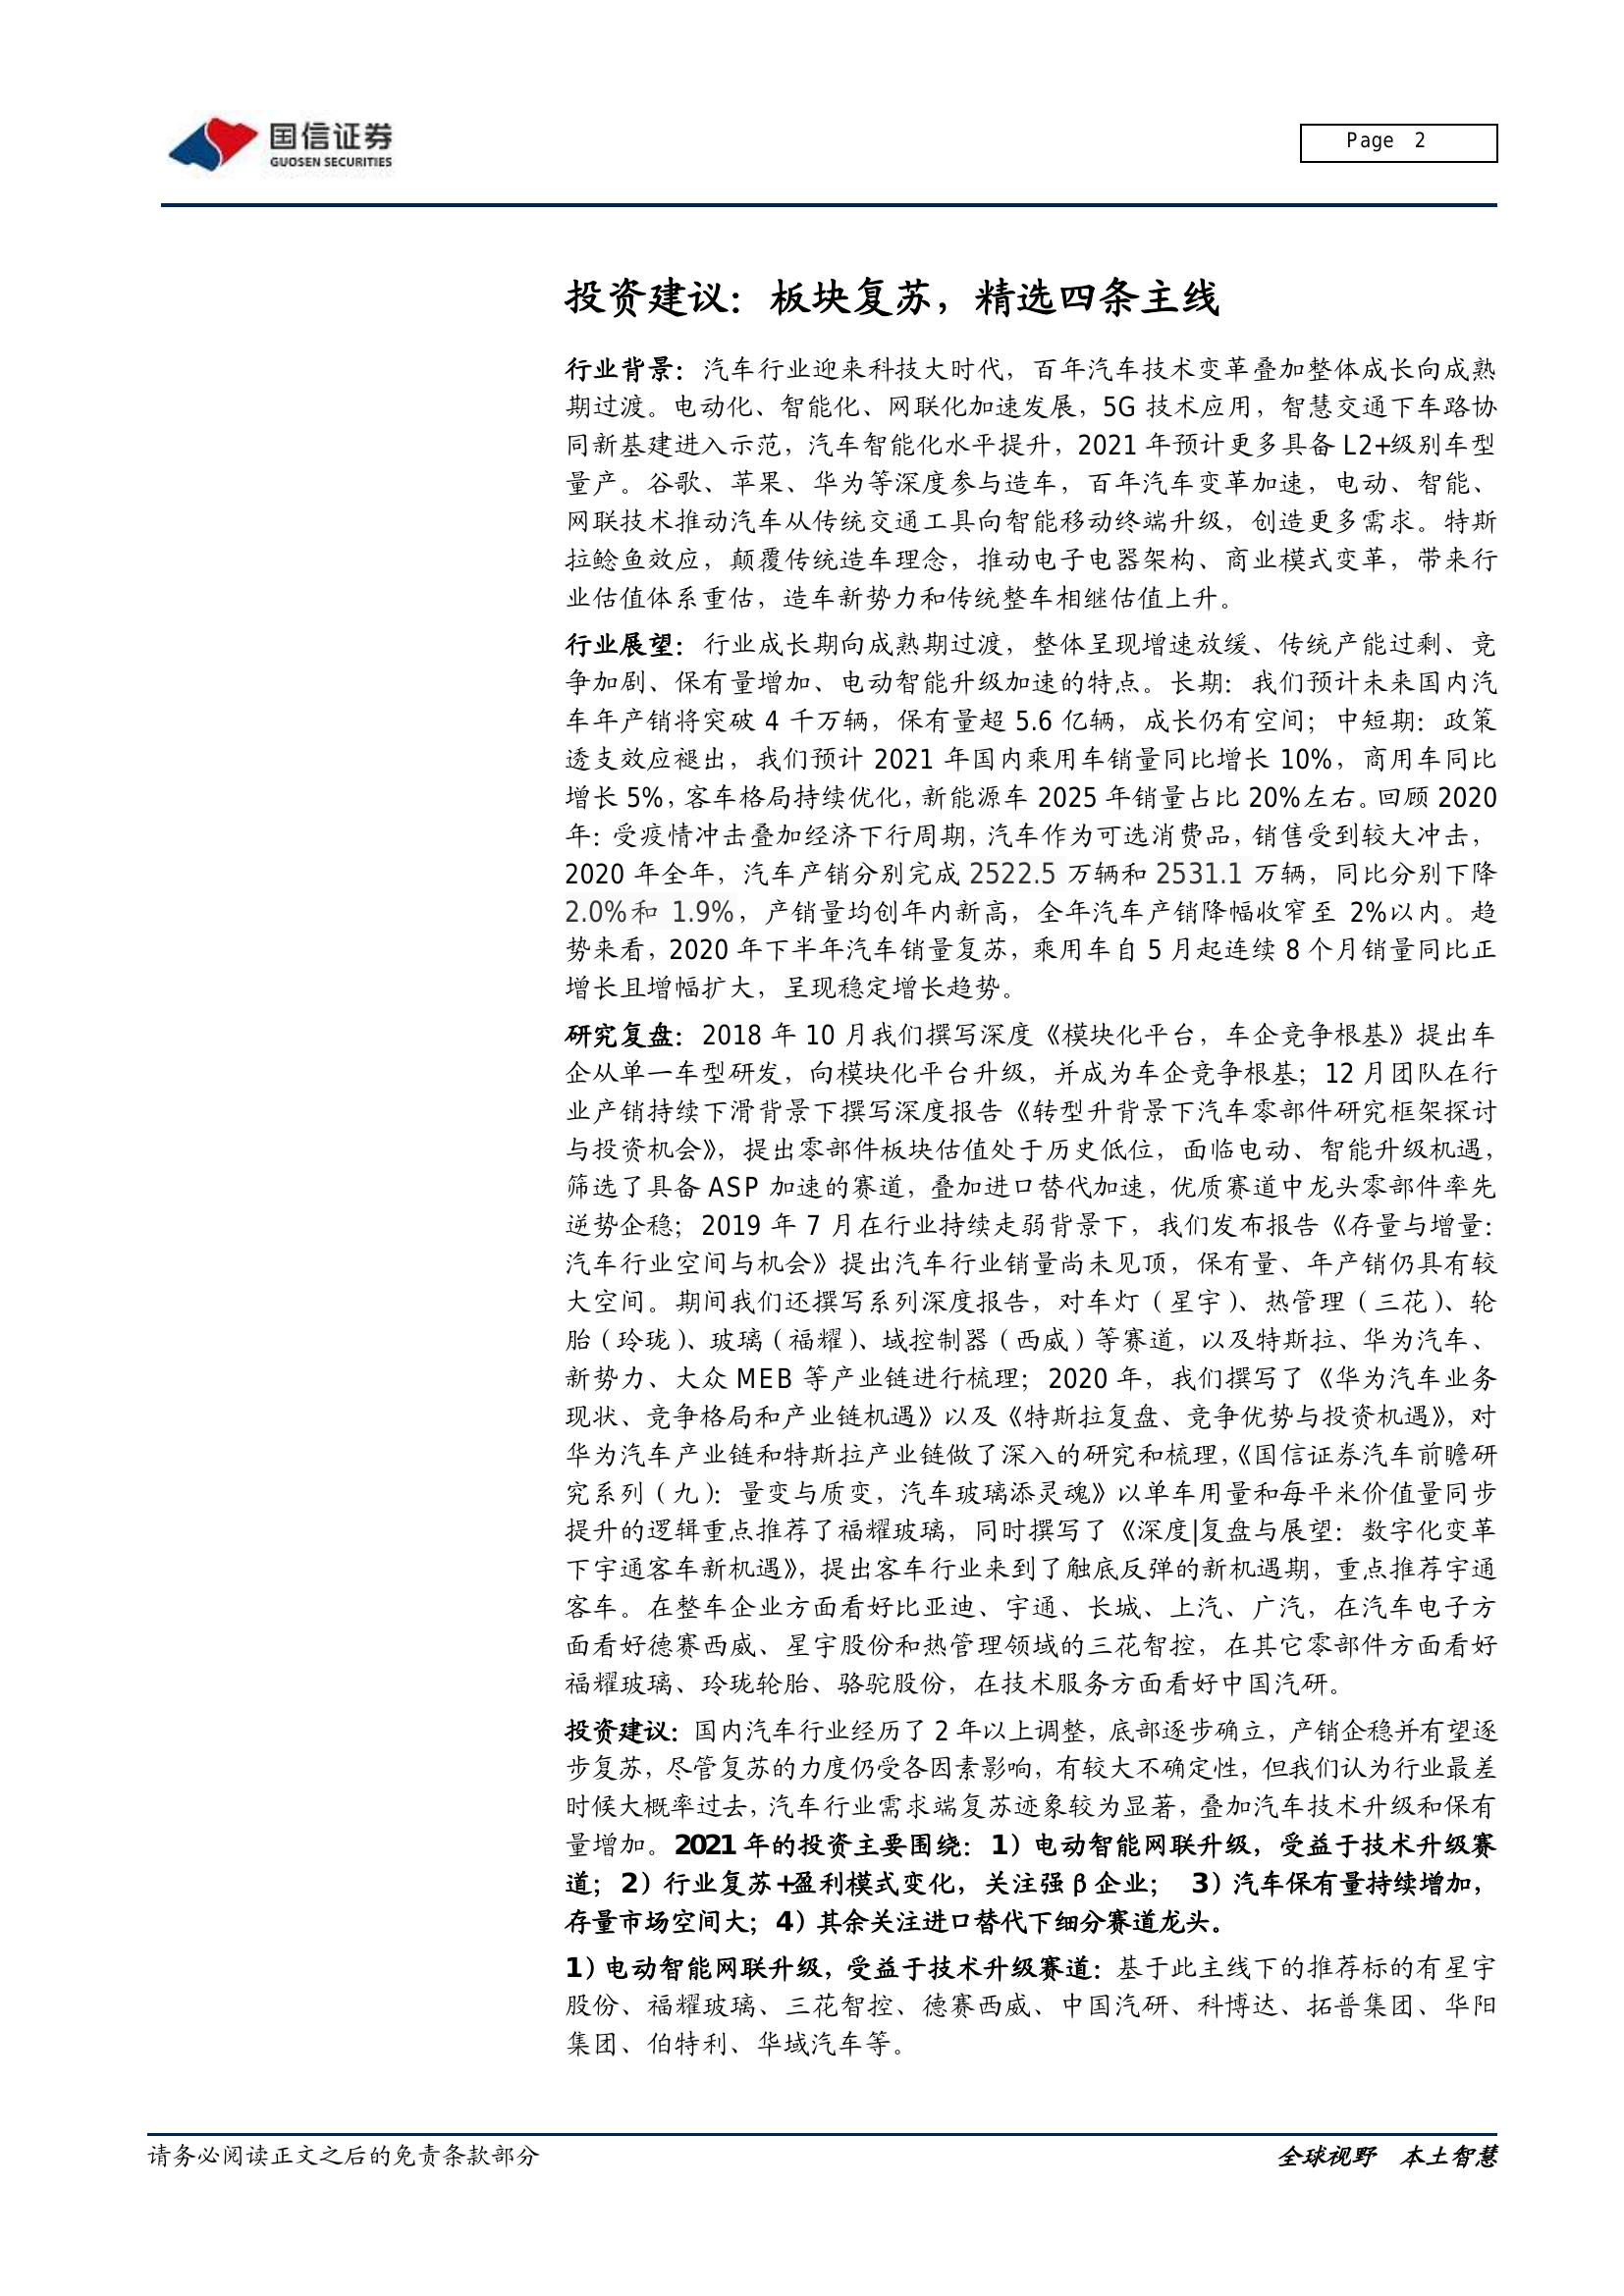 国信证券
GUOSEN SECURITIES
Page 2
投资建议：板块复苏，精选四条主线
行业背景：汽车行业迎来科技大时代，百年汽车技术变革叠加整体成长向成熟
期过渡。电动化、智能化、网联化加速发展，5G 技术应用，智慧交通下车路协
同新基建进入示范，汽车智能化水平提升，2021 年预计更多具备 L2+级别车型
量产。谷歌、苹果、华为等深度参与造车，百年汽车变革加速，电动、智能、
网联技术推动汽车从传统交通工具向智能移动终端升级，创造更多需求。特斯
拉鲶鱼效应，颠覆传统造车理念，推动电子电器架构、商业模式变革，带来行
业估值体系重估，造车新势力和传统整车相继估值上升。
行业展望：行业成长期向成熟期过渡，整体呈现增速放缓、传统产能过剩、竞
争加剧、保有量增加、电动智能升级加速的特点。长期：我们预计未来国内汽
车年产销将突破 4 千万辆，保有量超 5.6 亿辆，成长仍有空间；中短期：政策
透支效应褪出，我们预计 2021 年国内乘用车销量同比增长 10%，商用车同比
增长 5%，客车格局持续优化，新能源车 2025 年销量占比 20%左右。回顾 2020
年：受疫情冲击叠加经济下行周期，汽车作为可选消费品，销售受到较大冲击，
2020 年全年，汽车产销分别完成 2522.5 万辆和 2531.1 万辆，同比分别下降
2.0%和 1.9%，产销量均创年内新高，全年汽车产销降幅收窄至 2%以内。趋
势来看，2020 年下半年汽车销量复苏，乘用车自 5 月起连续 8 个月销量同比正
增长且增幅扩大，呈现稳定增长趋势。
研究复盘：2018 年 10 月我们撰写深度《模块化平台，车企竞争根基》提出车
企从单一车型研发，向模块化平台升级，并成为车企竞争根基；12 月团队在行
业产销持续下滑背景下撰写深度报告《转型升背景下汽车零部件研究框架探讨
与投资机会》，提出零部件板块估值处于历史低位，面临电动、智能升级机遇，
筛选了具备 ASP 加速的赛道，叠加进口替代加速，优质赛道中龙头零部件率先
逆势企稳；2019 年 7 月在行业持续走弱背景下，我们发布报告《存量与增量：
汽车行业空间与机会》提出汽车行业销量尚未见顶，保有量、年产销仍具有较
大空间。期间我们还撰写系列深度报告，对车灯（星宇）、热管理（三花）、轮
胎（玲珑）、玻璃（福耀）、域控制器（西威）等赛道，以及特斯拉、华为汽车、
新势力、大众 MEB 等产业链进行梳理；2020 年，我们撰写了《华为汽车业务
现状、竞争格局和产业链机遇》以及《特斯拉复盘、竞争优势与投资机遇》，对
华为汽车产业链和特斯拉产业链做了深入的研究和梳理，《国信证券汽车前瞻研
究系列（九）：量变与质变，汽车玻璃添灵魂》以单车用量和每平米价值量同步
提升的逻辑重点推荐了福耀玻璃，同时撰写了《深度|复盘与展望：数字化变革
下宇通客车新机遇》，提出客车行业来到了触底反弹的新机遇期，重点推荐宇通
客车。在整车企业方面看好比亚迪、宇通、长城、上汽、广汽，在汽车电子方
面看好德赛西威、星宇股份和热管理领域的三花智控，在其它零部件方面看好
福耀玻璃、玲珑轮胎、骆驼股份，在技术服务方面看好中国汽研。
投资建议：国内汽车行业经历了 2 年以上调整，底部逐步确立，产销企稳并有望逐
步复苏，尽管复苏的力度仍受各因素影响，有较大不确定性，但我们认为行业最差
时候大概率过去，汽车行业需求端复苏迹象较为显著，叠加汽车技术升级和保有
量增加。2021 年的投资主要围绕：1）电动智能网联升级，受益于技术升级赛
道；2）行业复苏+盈利模式变化，关注强 β 企业； 3）汽车保有量持续增加，
存量市场空间大；4）其余关注进口替代下细分赛道龙头。
1）电动智能网联升级，受益于技术升级赛道：基于此主线下的推荐标的有星宇
股份、福耀玻璃、三花智控、德赛西威、中国汽研、科博达、拓普集团、华阳
集团、伯特利、华域汽车等。
请务必阅读正文之后的免责条款部分
全球视野 本土智慧